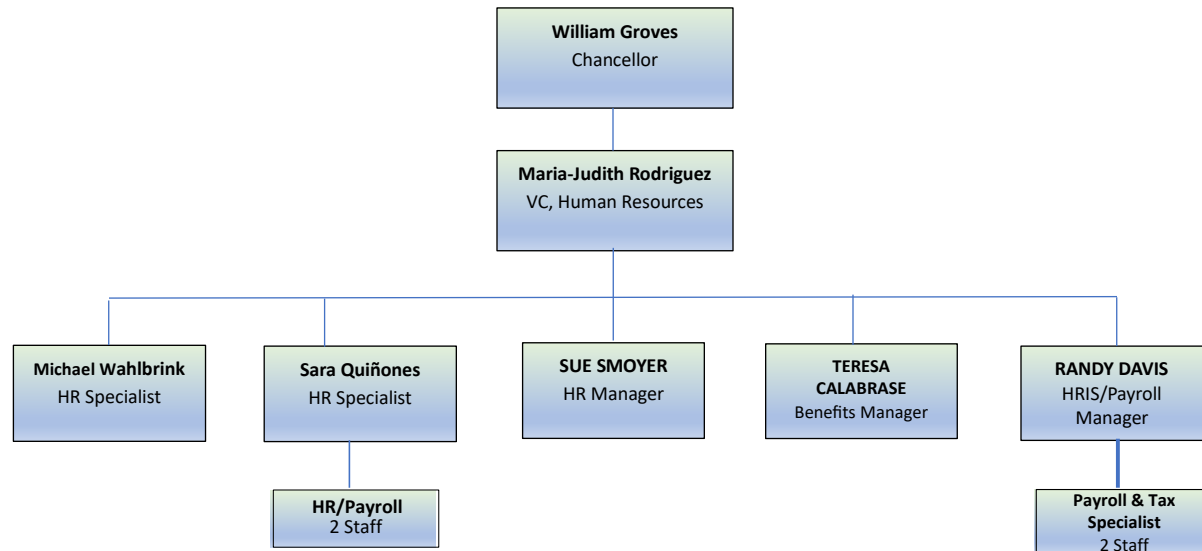 William Groves
Chancellor
Maria-Judith Rodriguez
VC, Human Resources
Michael Wahlbrink
HR Specialist
Sara Quiñones
HR Specialist
SUE SMOYER
HR Manager
TERESA
CALABRASE
Benefits Manager
RANDY DAVIS
HRIS/Payroll
Manager
HR/Payroll
2 Staff
Payroll & Tax
Specialist
2 Staff